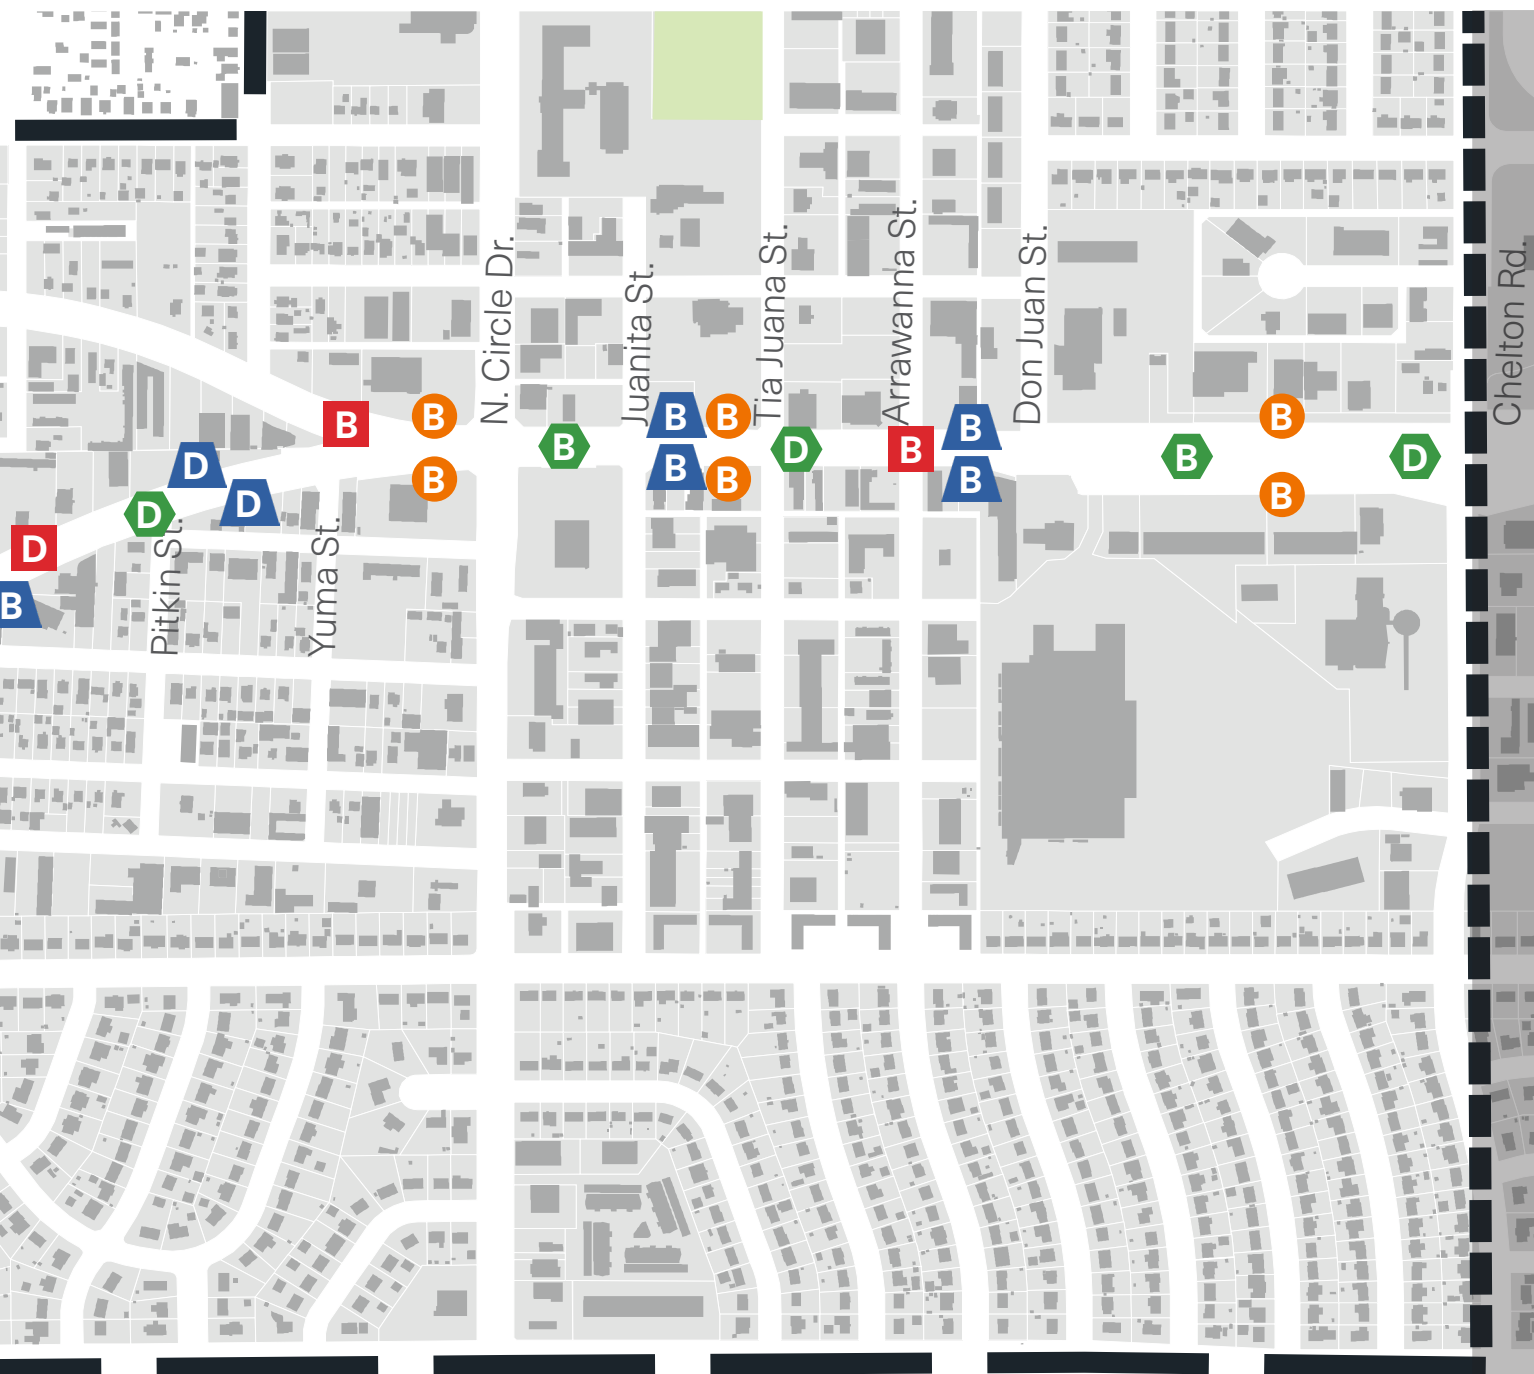 N. Circle Dr.
Juanita St.
Tia Juana St.
Arrawanna St.
Don Juan St.
Chelton Rd.
B
B
B
B
B
B
B
B
D
B
B
B
D
D
B
B
B
B
D
D
D
B
Pitkin St.
Yuma St.